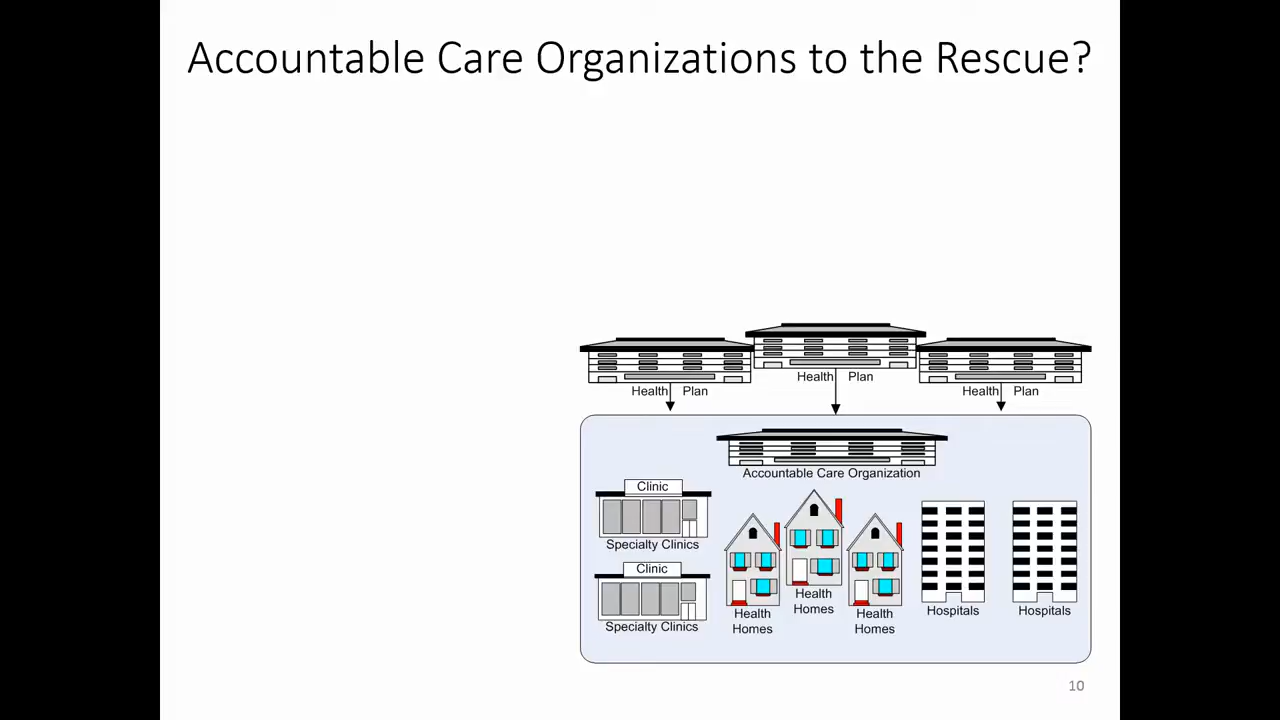 Accountable Care Organizations to the Rescue?
Health Plan
Health Plan
Health Plan
Accountable Care Organization
Clinic
Specialty Clinics
Clinic
Specialty Clinics
Health
Homes
Health
Homes
Health
Homes
Hospitals
Hospitals
10